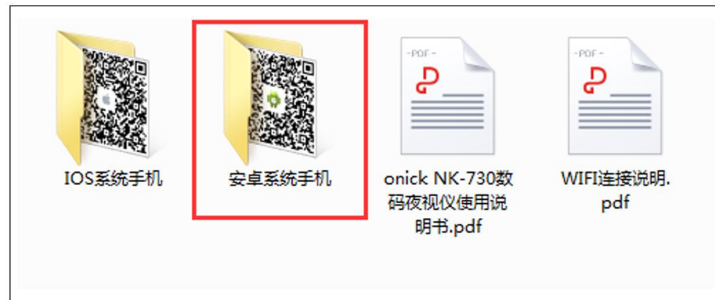 -PDF-
-PDF-
IOS系统手机
安卓系统手机
onick NK-730数
码夜视仪使用说
明书.pdf
WIFI连接说明.
pdf